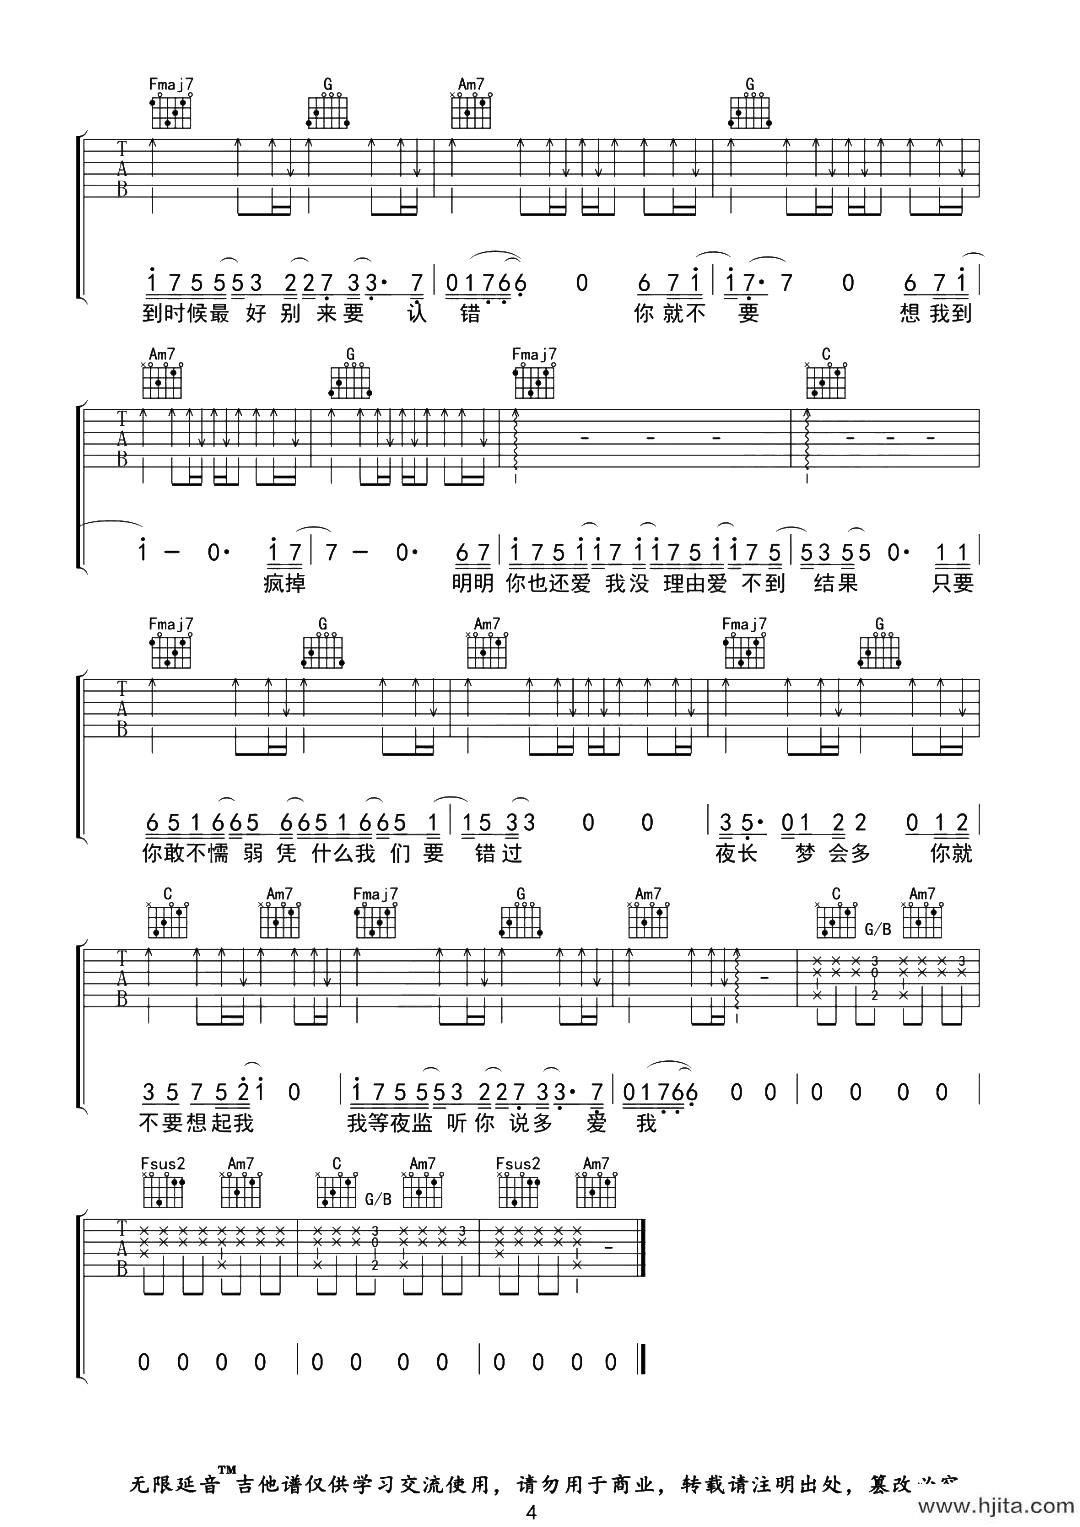 Fmaj7 G Am7 G
T A B
1 7 5 5 5 3 2 2 7 3 3· 7 | 0 1 7 6 6 0 6 7 1 | 1 7· 7 0 6 7 1
到时候最 好 别 来要 认 错 你就不 要 想我到
Am7 G Fmaj7 C
T A B
1 - 0· 1 7 | 7 - 0· 6 7 | 1 7 5 1 1 7 1 1 7 5 1 1 7 5 | 5 3 5 5 0· 1 1
疯掉 明明 你也还爱 我没 理由爱 不到 结果 只要
Fmaj7 G Am7 Fmaj7 G
T A B
6 5 1 6 6 5 6 6 5 1 6 6 5 1 | 1 5 3 3 0 0 | 3 5· 0 1 2 2 0 1 2
你敢不懦 弱 凭 什么我 们 要 错过 夜长 梦 会多 你就
C Am7 Fmaj7 G Am7 C G/B Am7
T A B
3 5 7 5 2 1 0 | 1 7 5 5 5 3 2 2 7 3 3· 7 | 0 1 7 6 6 0 0 | 0 0 0 0
不要想起我 我等夜监 听你 说多 爱 我
Fsus2 Am7 C G/B Am7 Fsus2 Am7
T A B
0 0 0 0 | 0 0 0 0 | 0 0 0 0
无限延音™吉他谱仅供学习交流使用，请勿用于商业，转载请注明出处，篡改
www.hjita.com
4